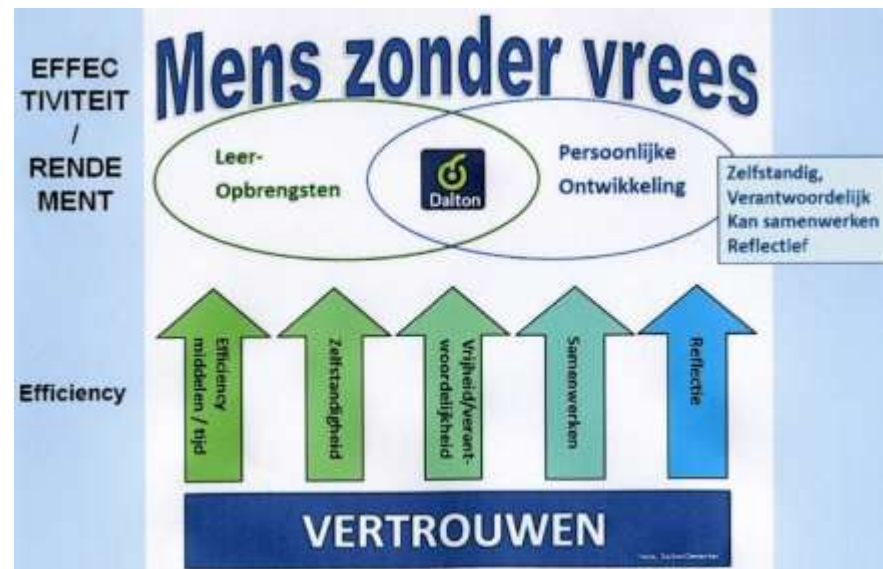 Mens zonder vrees
EFFEC
TIVITEIT
/
RENDE
MENT
Leer-
Opbrengsten
Dalton
Persoonlijke
Ontwikkeling
Zelfstandig,
Verantwoordelijk
Kan samenwerken
Reflectief
Efficiency
Efficiency
middelen / tijd
Zelfstandigheid
Vrijheid/verant-
woordelijkheid
Samenwerken
Reflectie
VERTROUWEN